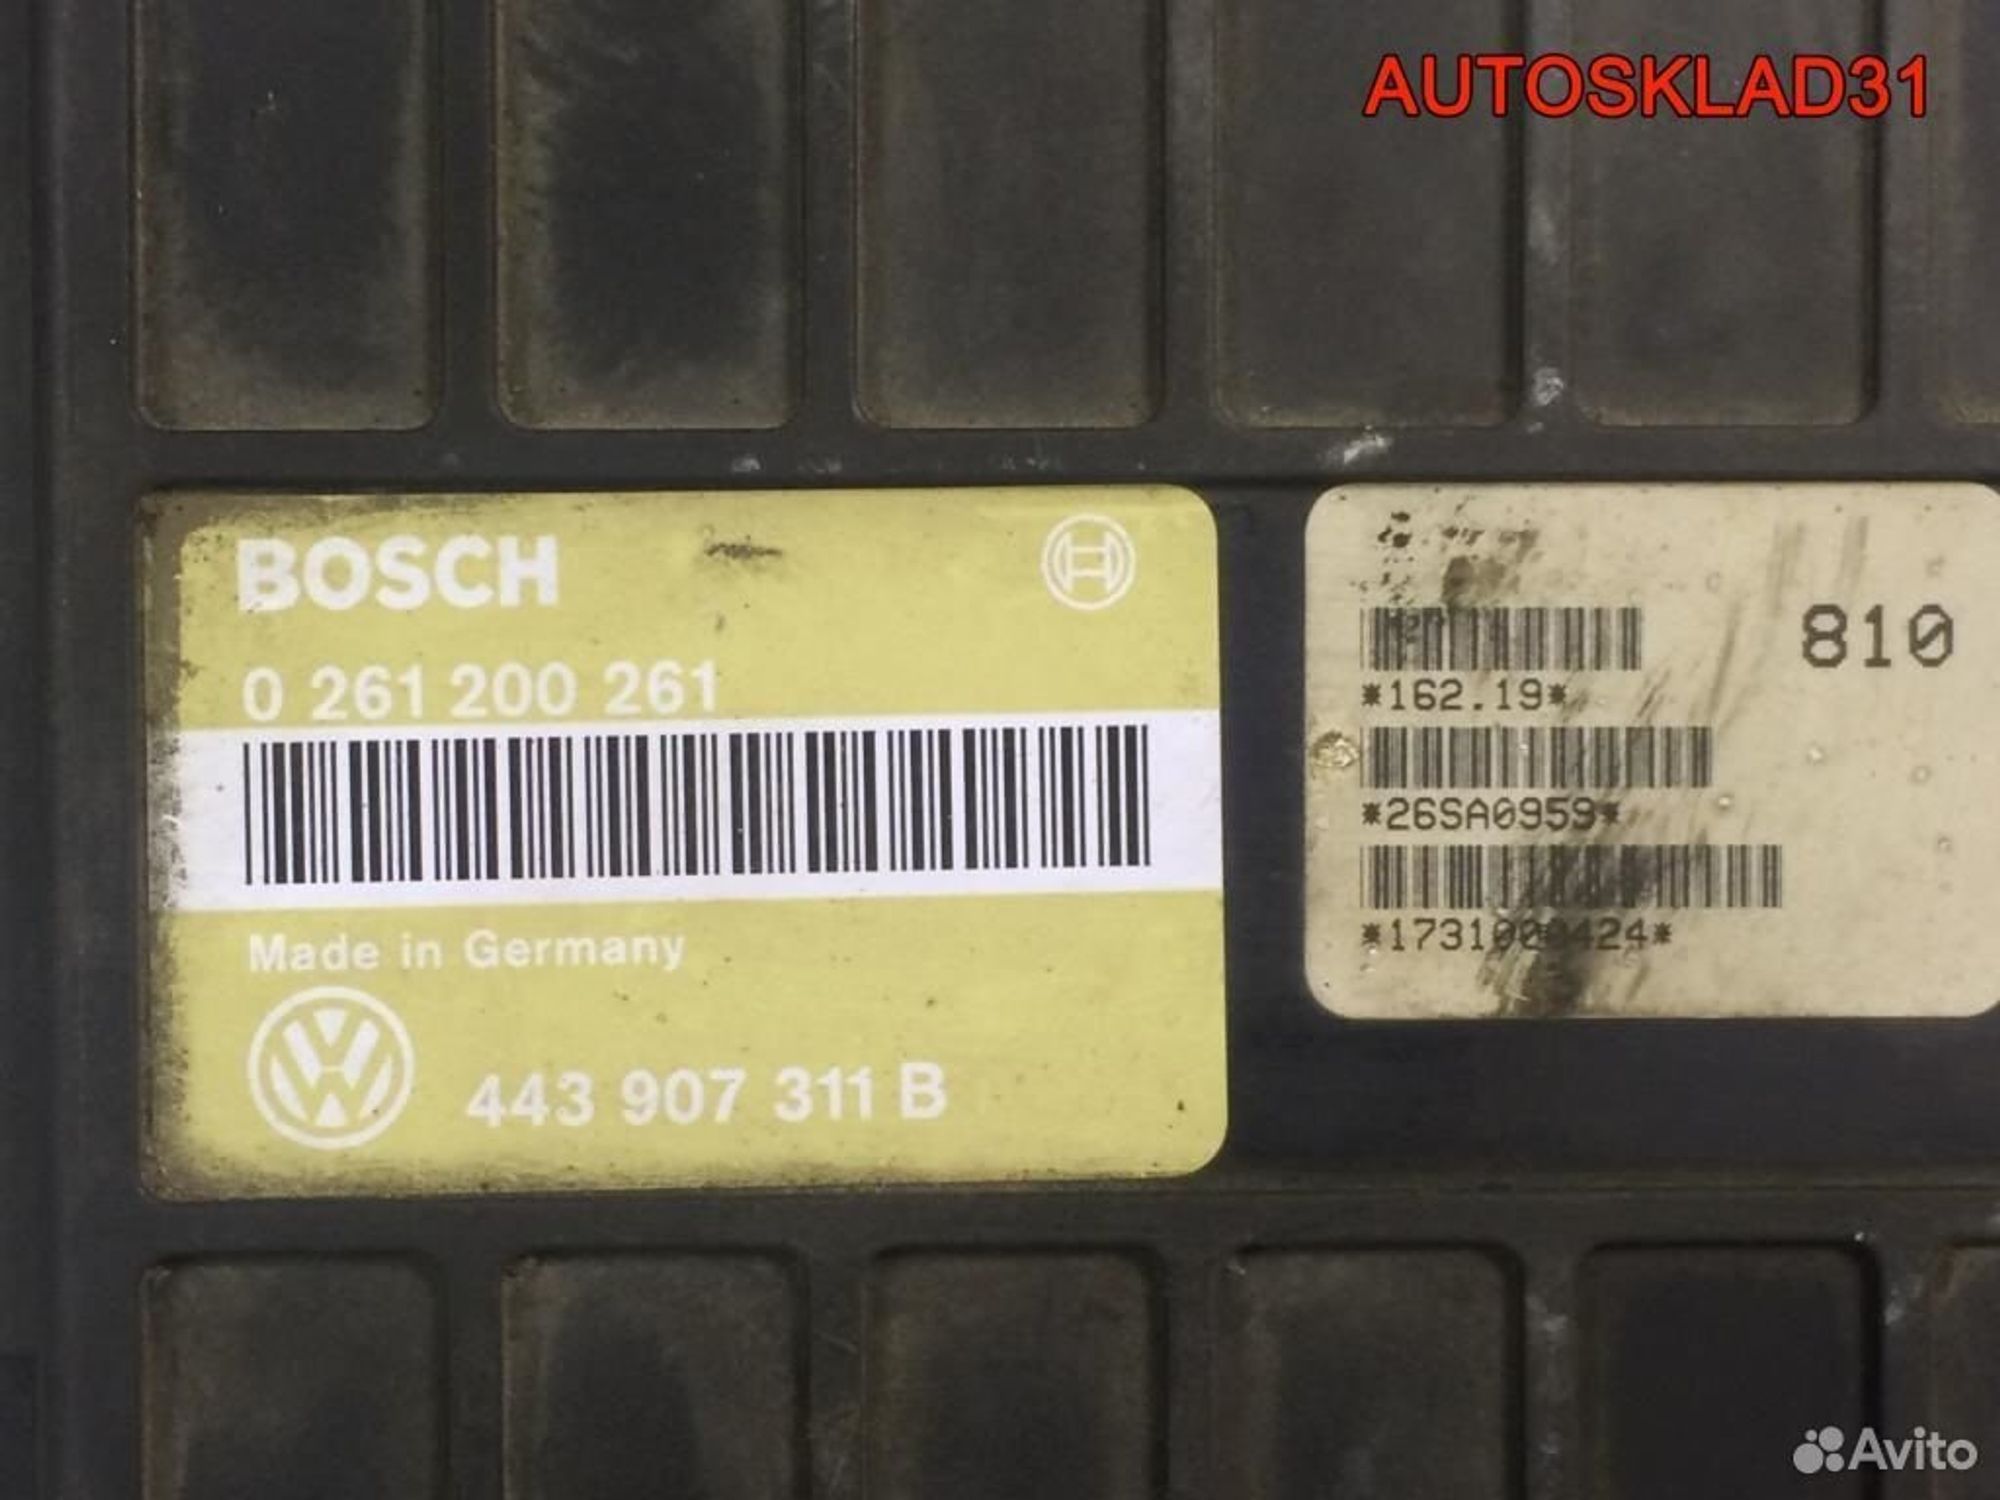 AUTOSKLAD31
BOSCH
0 261 200 261
Made in Germany
443 907 311 B
810
*162.19*
*26SA0959*
Avito